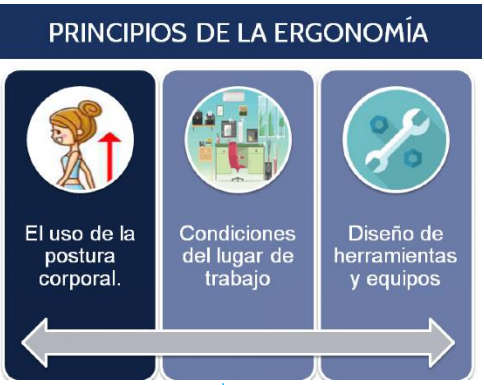 PRINCIPIOS DE LA ERGONOMÍA
El uso de la
postura
corporal.
Condiciones
del lugar de
trabajo
Diseño de
herramientas
y equipos